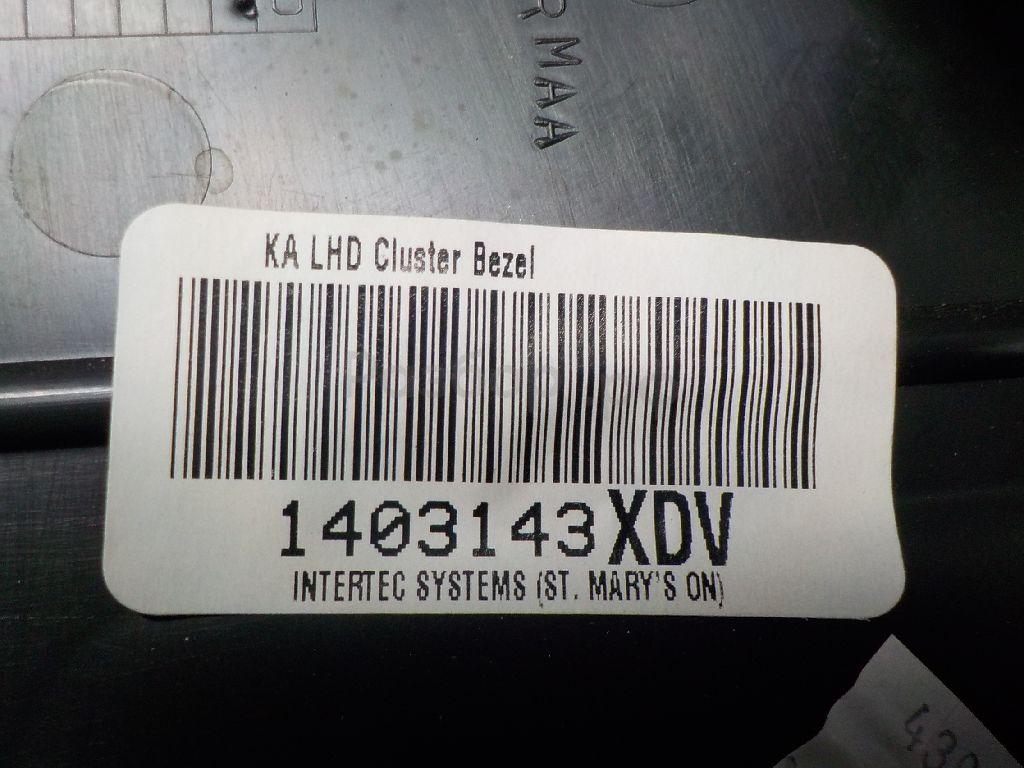 KA LHD Cluster Bezel
1403143XDV
INTERTEC SYSTEMS (ST. MARY'S ON)